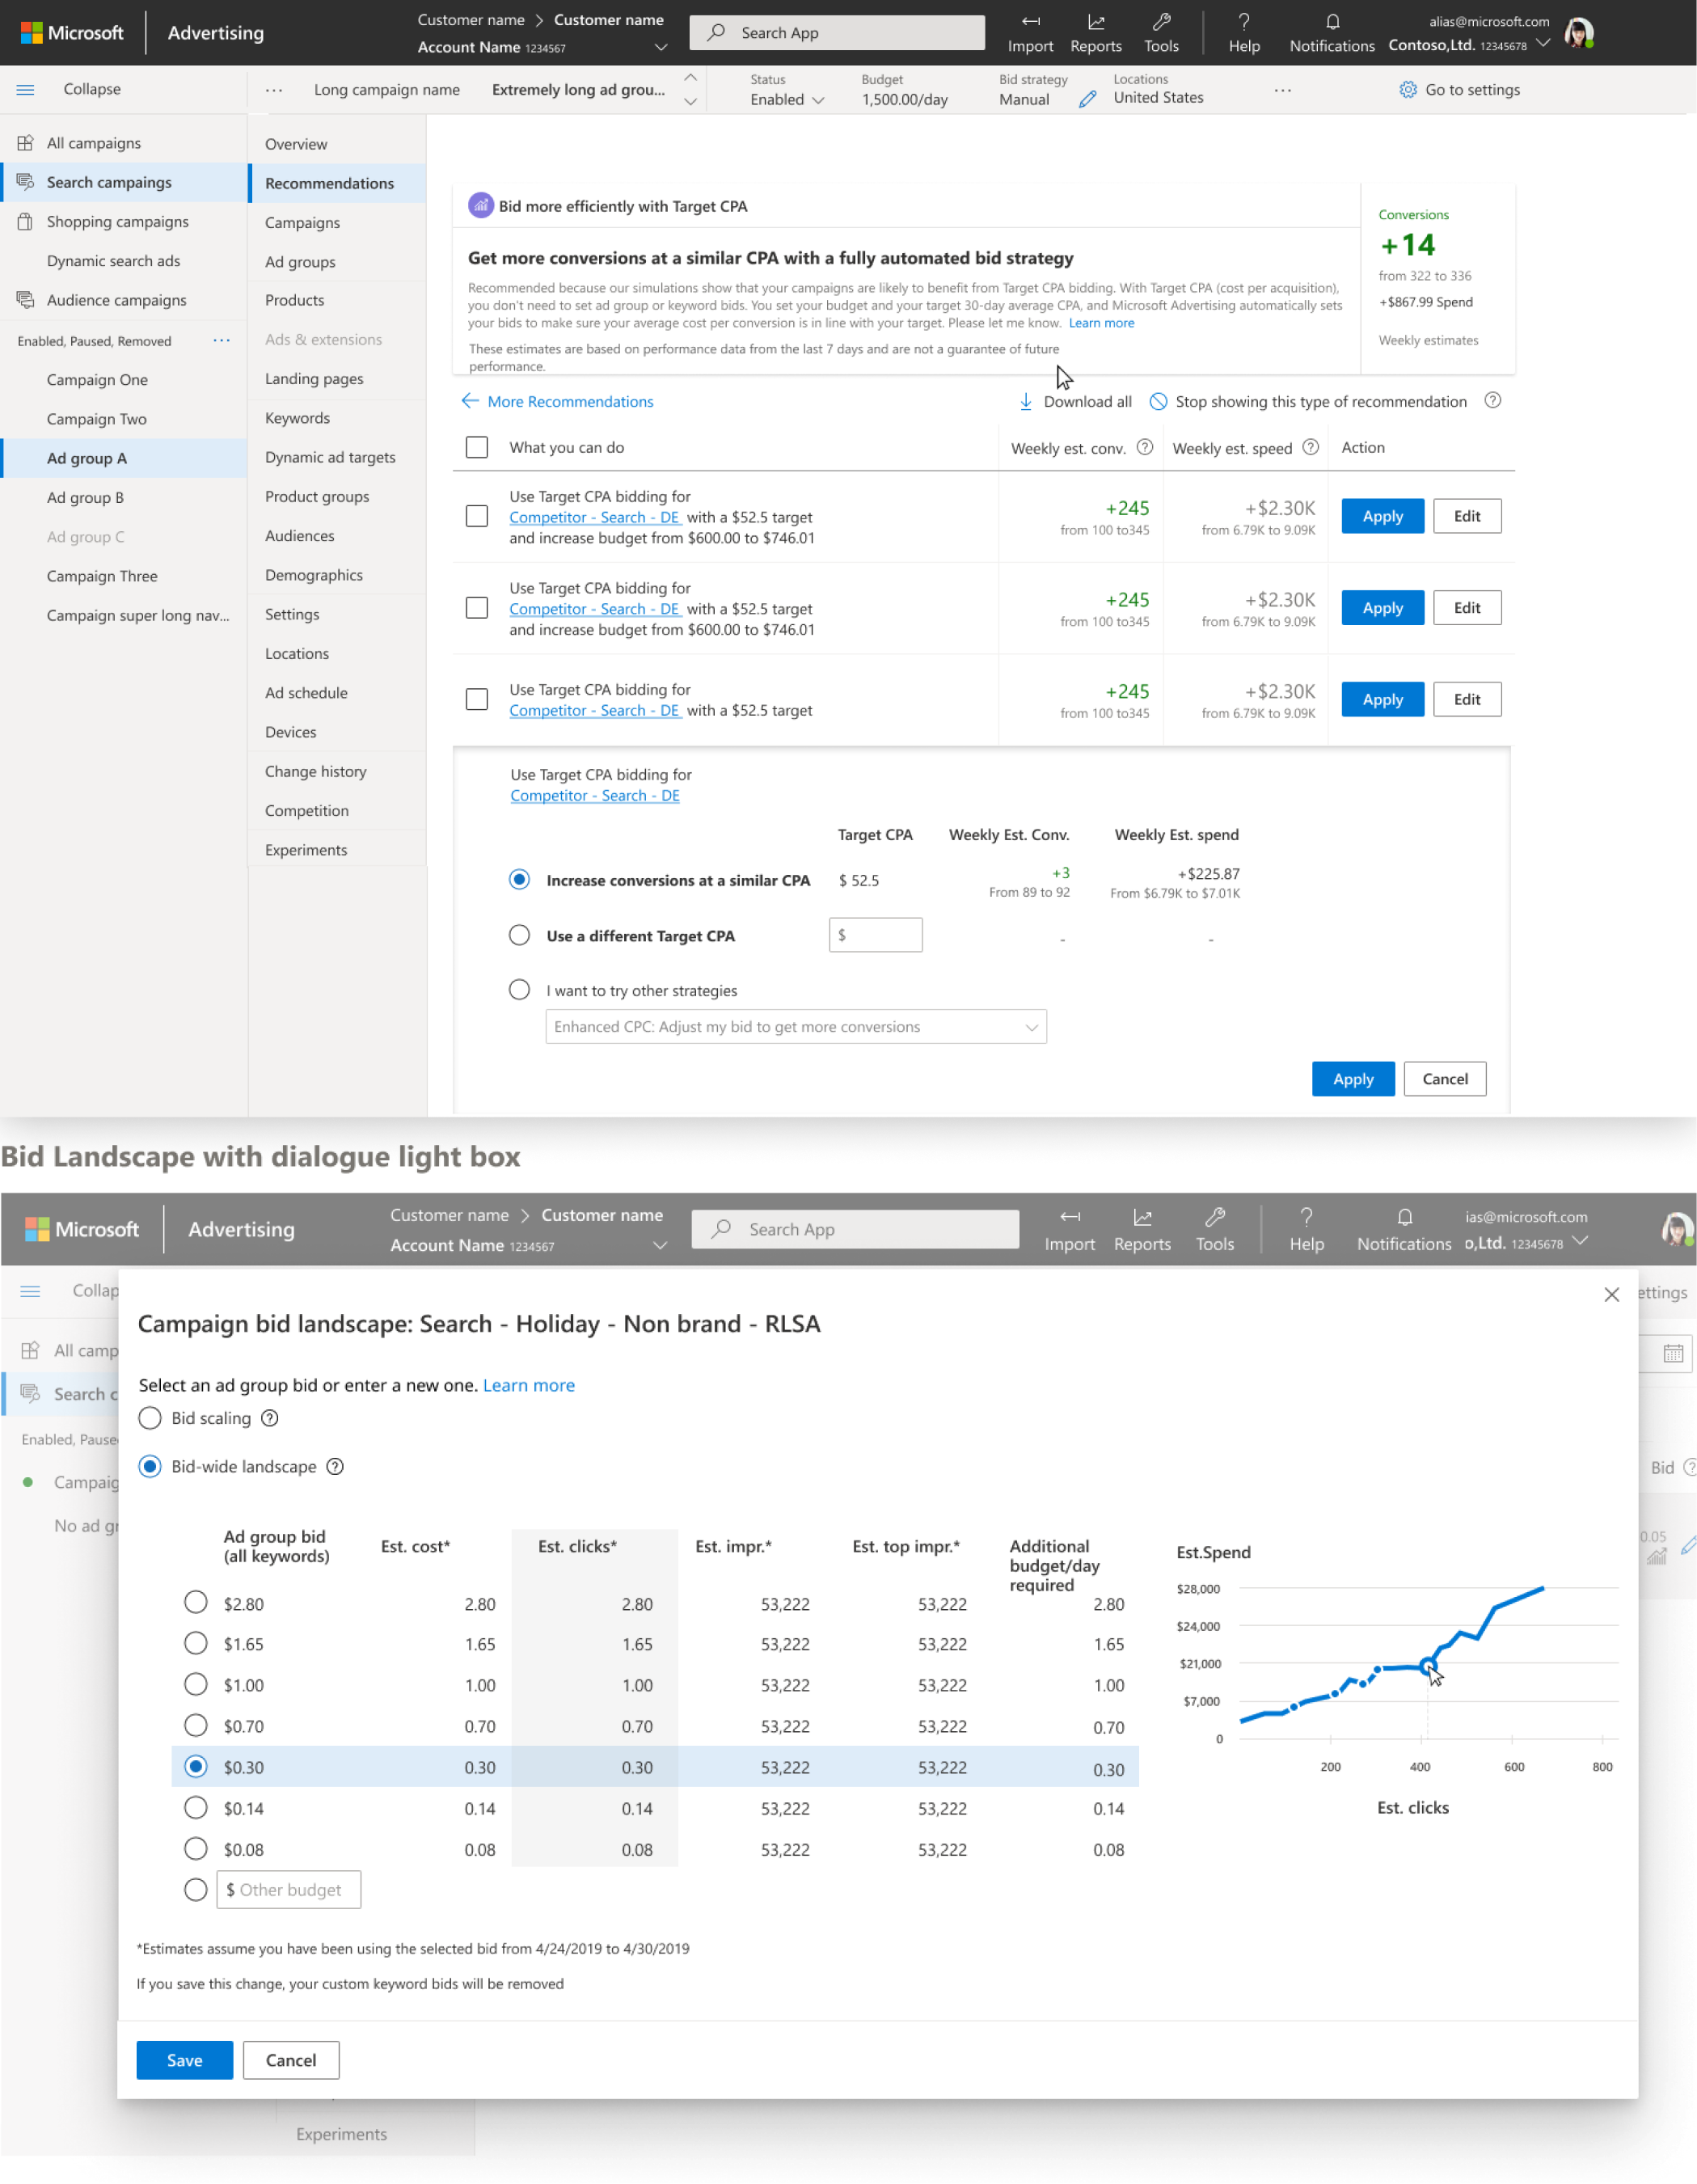 Microsoft
Advertising
Customer name > Customer name
Account Name 1234567
Search App
Import
Reports
Tools
Help
Notifications
alias@microsoft.com
Contoso,Ltd. 12345678
Collapse
...
Long campaign name
Extremely long ad grou...
Status
Enabled
Budget
1,500.00/day
Bid strategy
Manual
Locations
United States
...
Go to settings
All campaigns
Search campaings
Shopping campaigns
Dynamic search ads
Audience campaigns
Enabled, Paused, Removed ...
Campaign One
Campaign Two
Ad group A
Ad group B
Ad group C
Campaign Three
Campaign super long nav...
Overview
Recommendations
Campaigns
Ad groups
Products
Ads & extensions
Landing pages
Keywords
Dynamic ad targets
Product groups
Audiences
Demographics
Settings
Locations
Ad schedule
Devices
Change history
Competition
Experiments
Bid more efficiently with Target CPA
Get more conversions at a similar CPA with a fully automated bid strategy
Recommended because our simulations show that your campaigns are likely to benefit from Target CPA bidding. With Target CPA (cost per acquisition),
you don't need to set ad group or keyword bids. You set your budget and your target 30-day average CPA, and Microsoft Advertising automatically sets
your bids to make sure your average cost per conversion is in line with your target. Please let me know. Learn more
These estimates are based on performance data from the last 7 days and are not a guarantee of future
performance.
Conversions
+14
from 322 to 336
+$867.99 Spend
Weekly estimates
More Recommendations
Download all
Stop showing this type of recommendation
What you can do
Weekly est. conv.
Weekly est. speed
Action
Use Target CPA bidding for
Competitor - Search - DE with a $52.5 target
and increase budget from $600.00 to $746.01
+245
from 100 to345
+$2.30K
from 6.79K to 9.09K
Apply
Edit
Use Target CPA bidding for
Competitor - Search - DE with a $52.5 target
and increase budget from $600.00 to $746.01
+245
from 100 to345
+$2.30K
from 6.79K to 9.09K
Apply
Edit
Use Target CPA bidding for
Competitor - Search - DE with a $52.5 target
+245
from 100 to345
+$2.30K
from 6.79K to 9.09K
Apply
Edit
Use Target CPA bidding for
Competitor - Search - DE
Target CPA
Weekly Est. Conv.
Weekly Est. spend
Increase conversions at a similar CPA
$ 52.5
+3
From 89 to 92
+$225.87
From $6.79K to $7.01K
Use a different Target CPA
$
-
-
I want to try other strategies
Enhanced CPC: Adjust my bid to get more conversions
Apply
Cancel
Bid Landscape with dialogue light box
Microsoft
Advertising
Customer name > Customer name
Account Name 1234567
Search App
Import
Reports
Tools
Help
Notifications
ias@microsoft.com
o,Ltd. 12345678
Collap
ettings
All camp
Search c
Enabled, Pause
Campaig
No ad gr
Bid
0.05
Campaign bid landscape: Search - Holiday - Non brand - RLSA
Select an ad group bid or enter a new one. Learn more
Bid scaling
Bid-wide landscape
Ad group bid
(all keywords)
Est. cost*
Est. clicks*
Est. impr.*
Est. top impr.*
Additional
budget/day
required
$2.80 2.80 2.80 53,222 53,222 2.80
$1.65 1.65 1.65 53,222 53,222 1.65
$1.00 1.00 1.00 53,222 53,222 1.00
$0.70 0.70 0.70 53,222 53,222 0.70
$0.30 0.30 0.30 53,222 53,222 0.30
$0.14 0.14 0.14 53,222 53,222 0.14
$0.08 0.08 0.08 53,222 53,222 0.08
$ Other budget
Est.Spend
$28,000
$24,000
$21,000
$7,000
0
200 400 600 800
Est. clicks
*Estimates assume you have been using the selected bid from 4/24/2019 to 4/30/2019
If you save this change, your custom keyword bids will be removed
Save
Cancel
Experiments